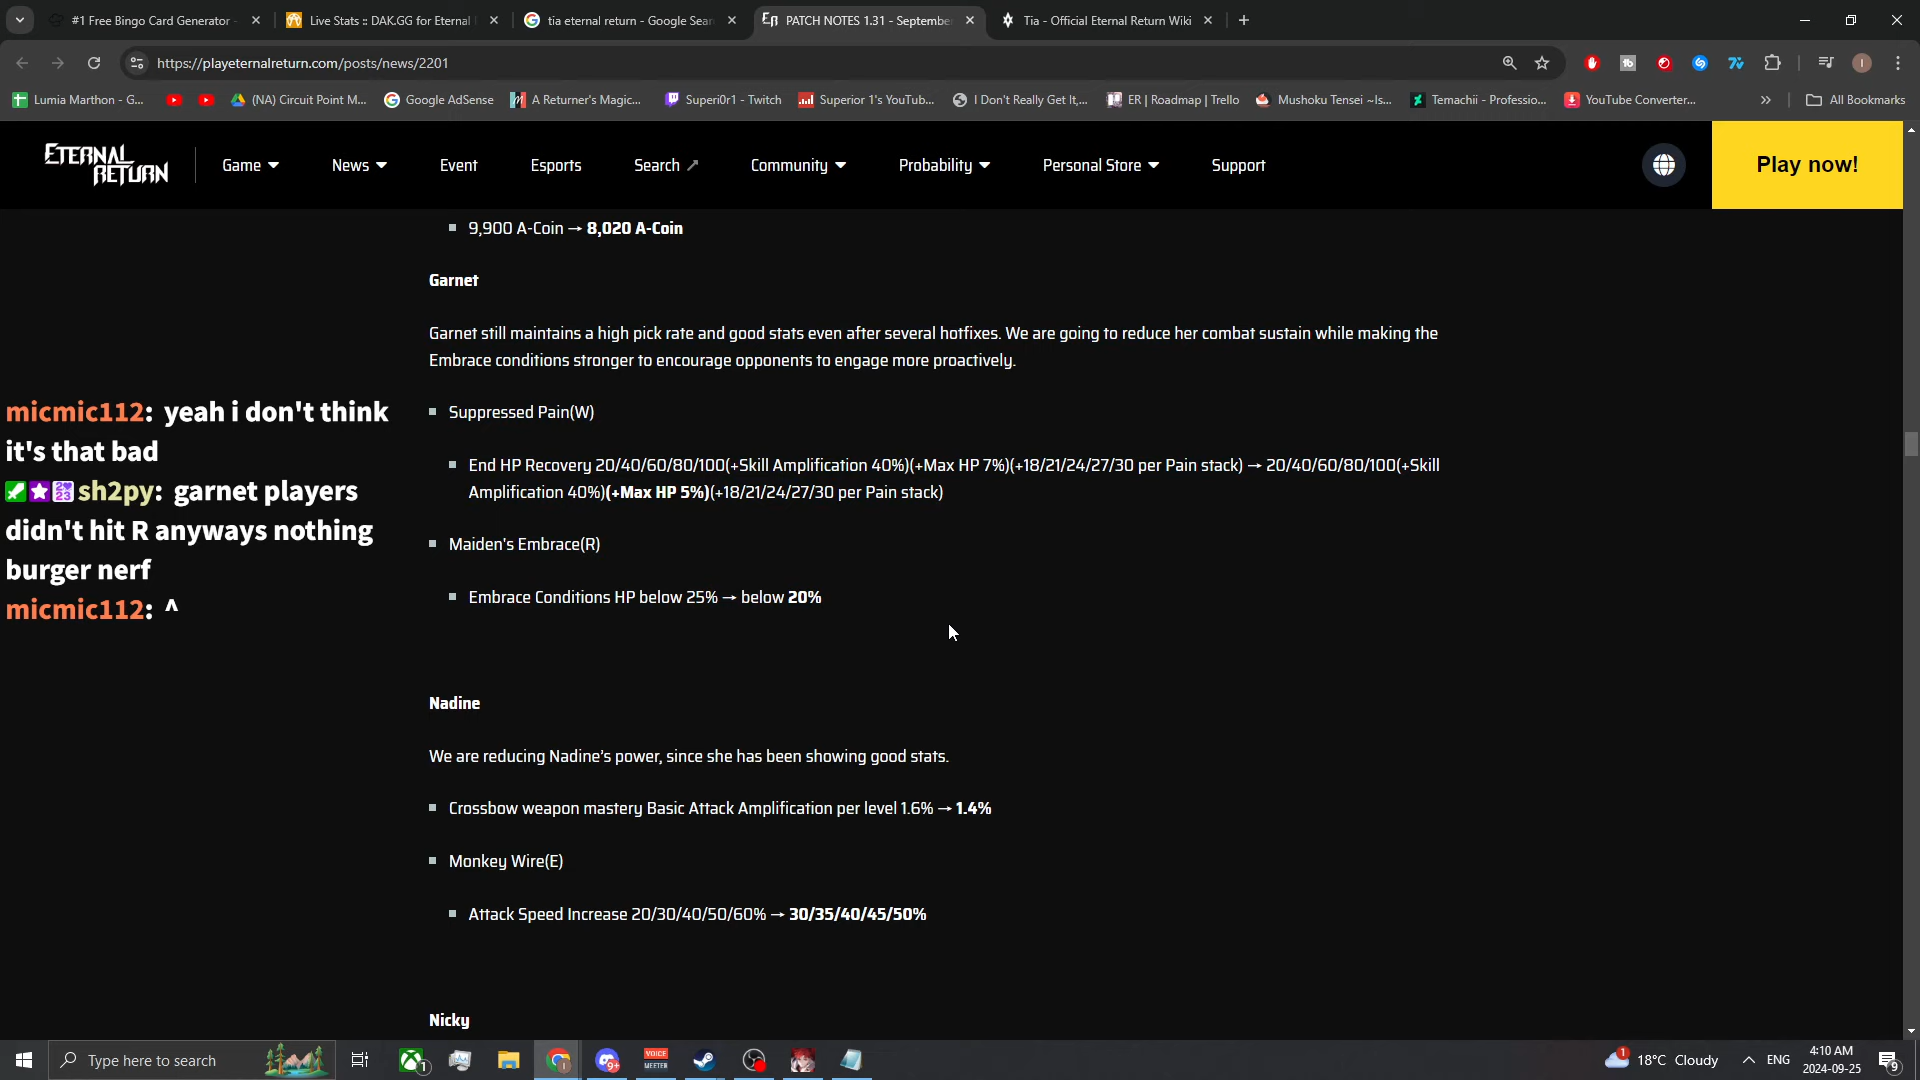 #1 Free Bingo Card Generator -
Live Stats :: DAK.GG for Eternal
tia eternal return - Google Sear
PATCH NOTES 1.31 - September
Tia - Official Eternal Return Wiki
https://playeternalreturn.com/posts/news/2201
Lumia Marthon - G...
(NA) Circuit Point M...
Google AdSense
A Returner's Magic...
Superi0r1 - Twitch
Superior 1's YouTub...
I Don't Really Get It,...
ER | Roadmap | Trello
Mushoku Tensei ~Is...
Temachii - Professio...
YouTube Converter...
All Bookmarks
ETERNAL RETURN
Game
News
Event
Esports
Search
Community
Probability
Personal Store
Support
Play now!
9,900 A-Coin → 8,020 A-Coin
Garnet
Garnet still maintains a high pick rate and good stats even after several hotfixes. We are going to reduce her combat sustain while making the
Embrace conditions stronger to encourage opponents to engage more proactively.
Suppressed Pain(W)
End HP Recovery 20/40/60/80/100(+Skill Amplification 40%)(+Max HP 7%)(+18/21/24/27/30 per Pain stack) → 20/40/60/80/100(+Skill
Amplification 40%)(+Max HP 5%)(+18/21/24/27/30 per Pain stack)
Maiden's Embrace(R)
Embrace Conditions HP below 25% → below 20%
Nadine
We are reducing Nadine's power, since she has been showing good stats.
Crossbow weapon mastery Basic Attack Amplification per level 1.6% → 1.4%
Monkey Wire(E)
Attack Speed Increase 20/30/40/50/60% → 30/35/40/45/50%
Nicky
micmic112: yeah i don't think
it's that bad
sh2py: garnet players
didn't hit R anyways nothing
burger nerf
micmic112: ^
Type here to search
18°C Cloudy
ENG
4:10 AM
2024-09-25